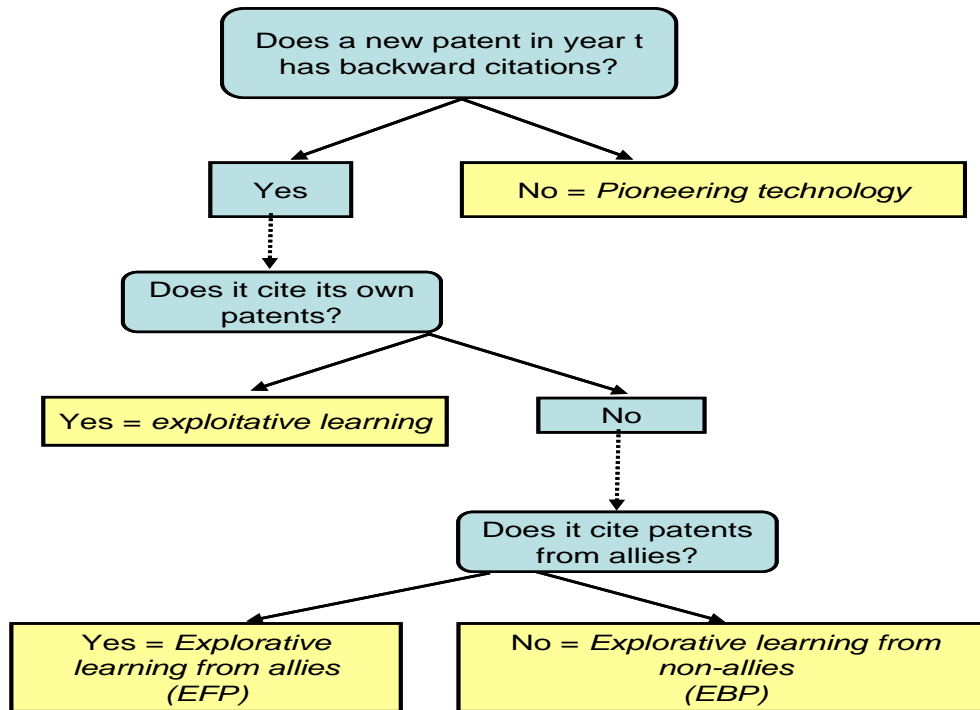 Does a new patent in year t
has backward citations?
Yes
No = Pioneering technology
Does it cite its own
patents?
Yes = exploitative learning
No
Does it cite patents
from allies?
Yes = Explorative
learning from allies
(EFP)
No = Explorative learning from
non-allies
(EBP)